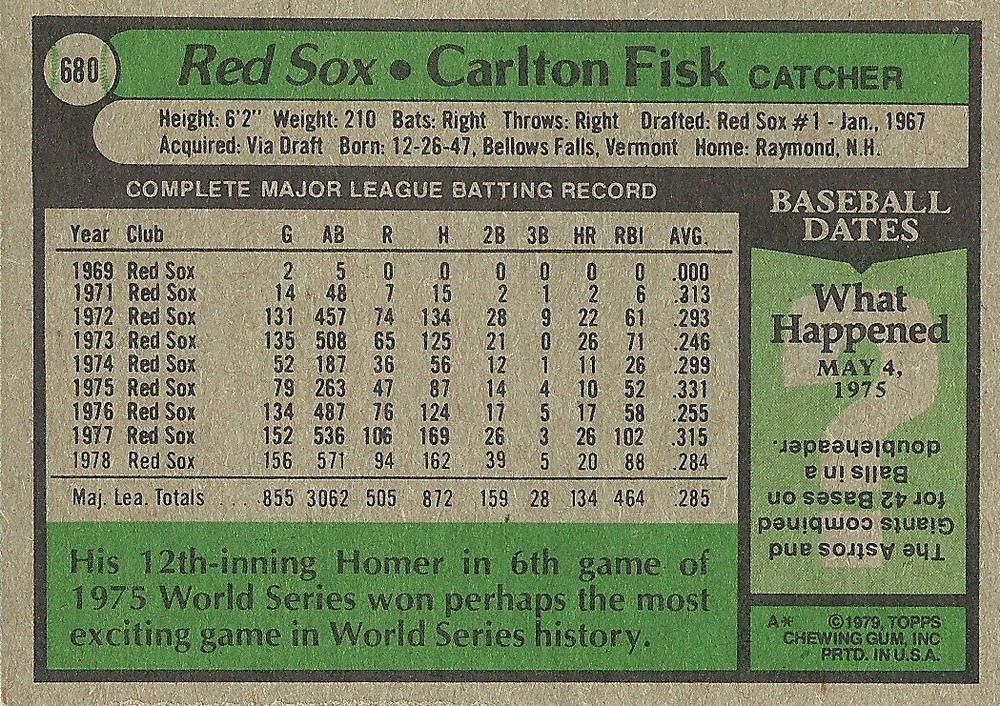 680
Red Sox • Carlton Fisk CATCHER
Height: 6'2" Weight: 210 Bats: Right Throws: Right Drafted: Red Sox #1 - Jan., 1967
Acquired: Via Draft Born: 12-26-47, Bellows Falls, Vermont Home: Raymond, N.H.
COMPLETE MAJOR LEAGUE BATTING RECORD
Year Club G AB R H 2B 3B HR RBI AVG.
1969 Red Sox 2 5 0 0 0 0 0 0 .000
1971 Red Sox 14 48 7 15 2 1 2 6 .313
1972 Red Sox 131 457 74 134 28 9 22 61 .293
1973 Red Sox 135 508 65 125 21 0 26 71 .246
1974 Red Sox 52 187 36 56 12 1 11 26 .299
1975 Red Sox 79 263 47 87 14 4 10 52 .331
1976 Red Sox 134 487 76 124 17 5 17 58 .255
1977 Red Sox 152 536 106 169 26 3 26 102 .315
1978 Red Sox 156 571 94 162 39 5 20 88 .284
Maj. Lea. Totals .... 855 3062 505 872 159 28 134 464 .285
His 12th-inning Homer in 6th game of
1975 World Series won perhaps the most
exciting game in World Series history.
BASEBALL
DATES
What
Happened
MAY 4,
1975
The Astros and
Giants combined
for 42 Bases on
Balls in a
doubleheader.
A* ©1979, TOPPS
CHEWING GUM, INC
PRTD. IN U.S.A.